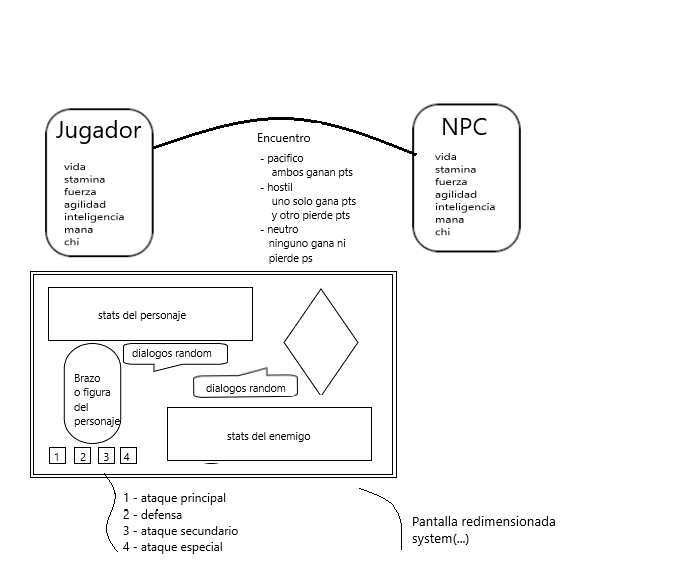 Jugador
vida
stamina
fuerza
agilidad
inteligencia
mana
chi
Encuentro
- pacifico
ambos ganan pts
- hostil
uno solo gana pts
y otro pierde pts
- neutro
ninguno gana ni
pierde ps
NPC
vida
stamina
fuerza
agilidad
inteligencia
mana
chi
stats del personaje
dialogos random
Brazo
o figura
del
personaje
dialogos random
stats del enemigo
1 2 3 4
1 - ataque principal
2 - defensa
3 - ataque secundario
4 - ataque especial
Pantalla redimensionada
system(...)